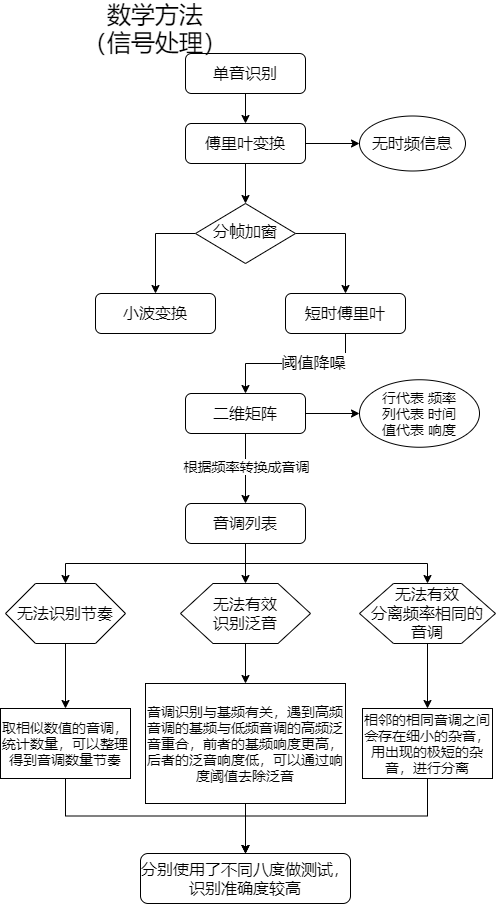 数学方法
（信号处理）
单音识别
傅里叶变换
无时频信息
分帧加窗
小波变换
短时傅里叶
阈值降噪
二维矩阵
行代表 频率
列代表 时间
值代表 响度
根据频率转换成音调
音调列表
无法识别节奏
无法有效
识别泛音
无法有效
分离频率相同的
音调
取相似数值的音调，
统计数量，可以整理
得到音调数量节奏
音调识别与基频有关，遇到高频
音调的基频与低频音调的高频泛
音重合，前者的基频响度更高，
后者的泛音响度低，可以通过响
度阈值去除泛音
相邻的相同音调之间
会存在细小的杂音，
用出现的极短的杂
音，进行分离
分别使用了不同八度做测试，
识别准确度较高